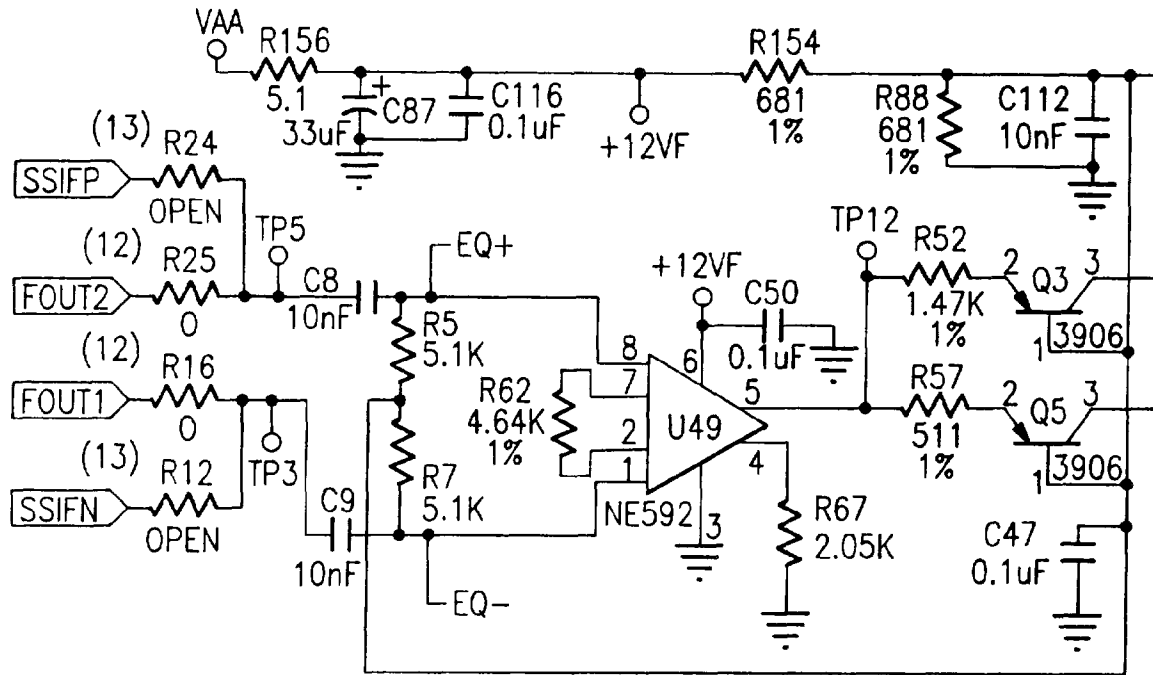 VAA
R156
5.1
+
C87
33uF
C116
0.1uF
+12VF
R154
681
1%
R88
681
1%
C112
10nF
(13)
R24
SSIFP
OPEN
(12)
R25
FOUT2
0
TP5
C8
10nF
EQ+
R5
5.1K
(12)
R16
FOUT1
0
(13)
R12
SSIFN
OPEN
TP3
C9
10nF
R7
5.1K
EQ-
R62
4.64K
1%
8
7
2
1
6
5
4
3
U49
NE592
+12VF
C50
0.1uF
R67
2.05K
TP12
R52
1.47K
1%
2
Q3
3
1
3906
R57
511
1%
2
Q5
3
1
3906
C47
0.1uF